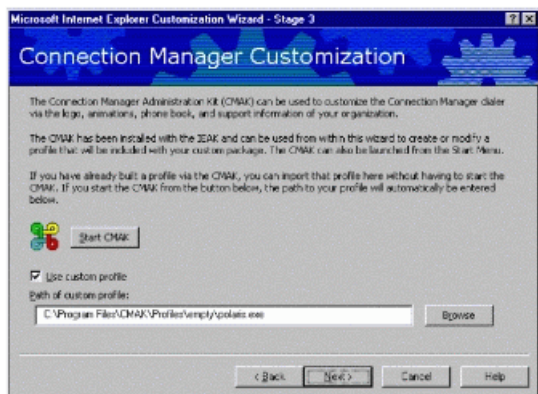 Microsoft Internet Explorer Customization Wizard - Stage 3
Connection Manager Customization
The Connection Manager Administration Kit (CMAK) can be used to customize the Connection Manager dialer
via the logo, animations, phone book, and support information of your organization.
The CMAK has been installed with the IEAK and can be used from within this wizard to create or modify a
profile that will be included with your custom package. The CMAK can also be launched from the Start Menu.
If you have already built a profile via the CMAK, you can import that profile here without having to start the
CMAK. If you start the CMAK from the button below, the path to your profile will automatically be entered
below.
Start CMAK
Use custom profile
Path of custom profile:
C:\Program Files\CMAK\Profiles\empty\polaris.exe
Browse
< Back
Next >
Cancel
Help